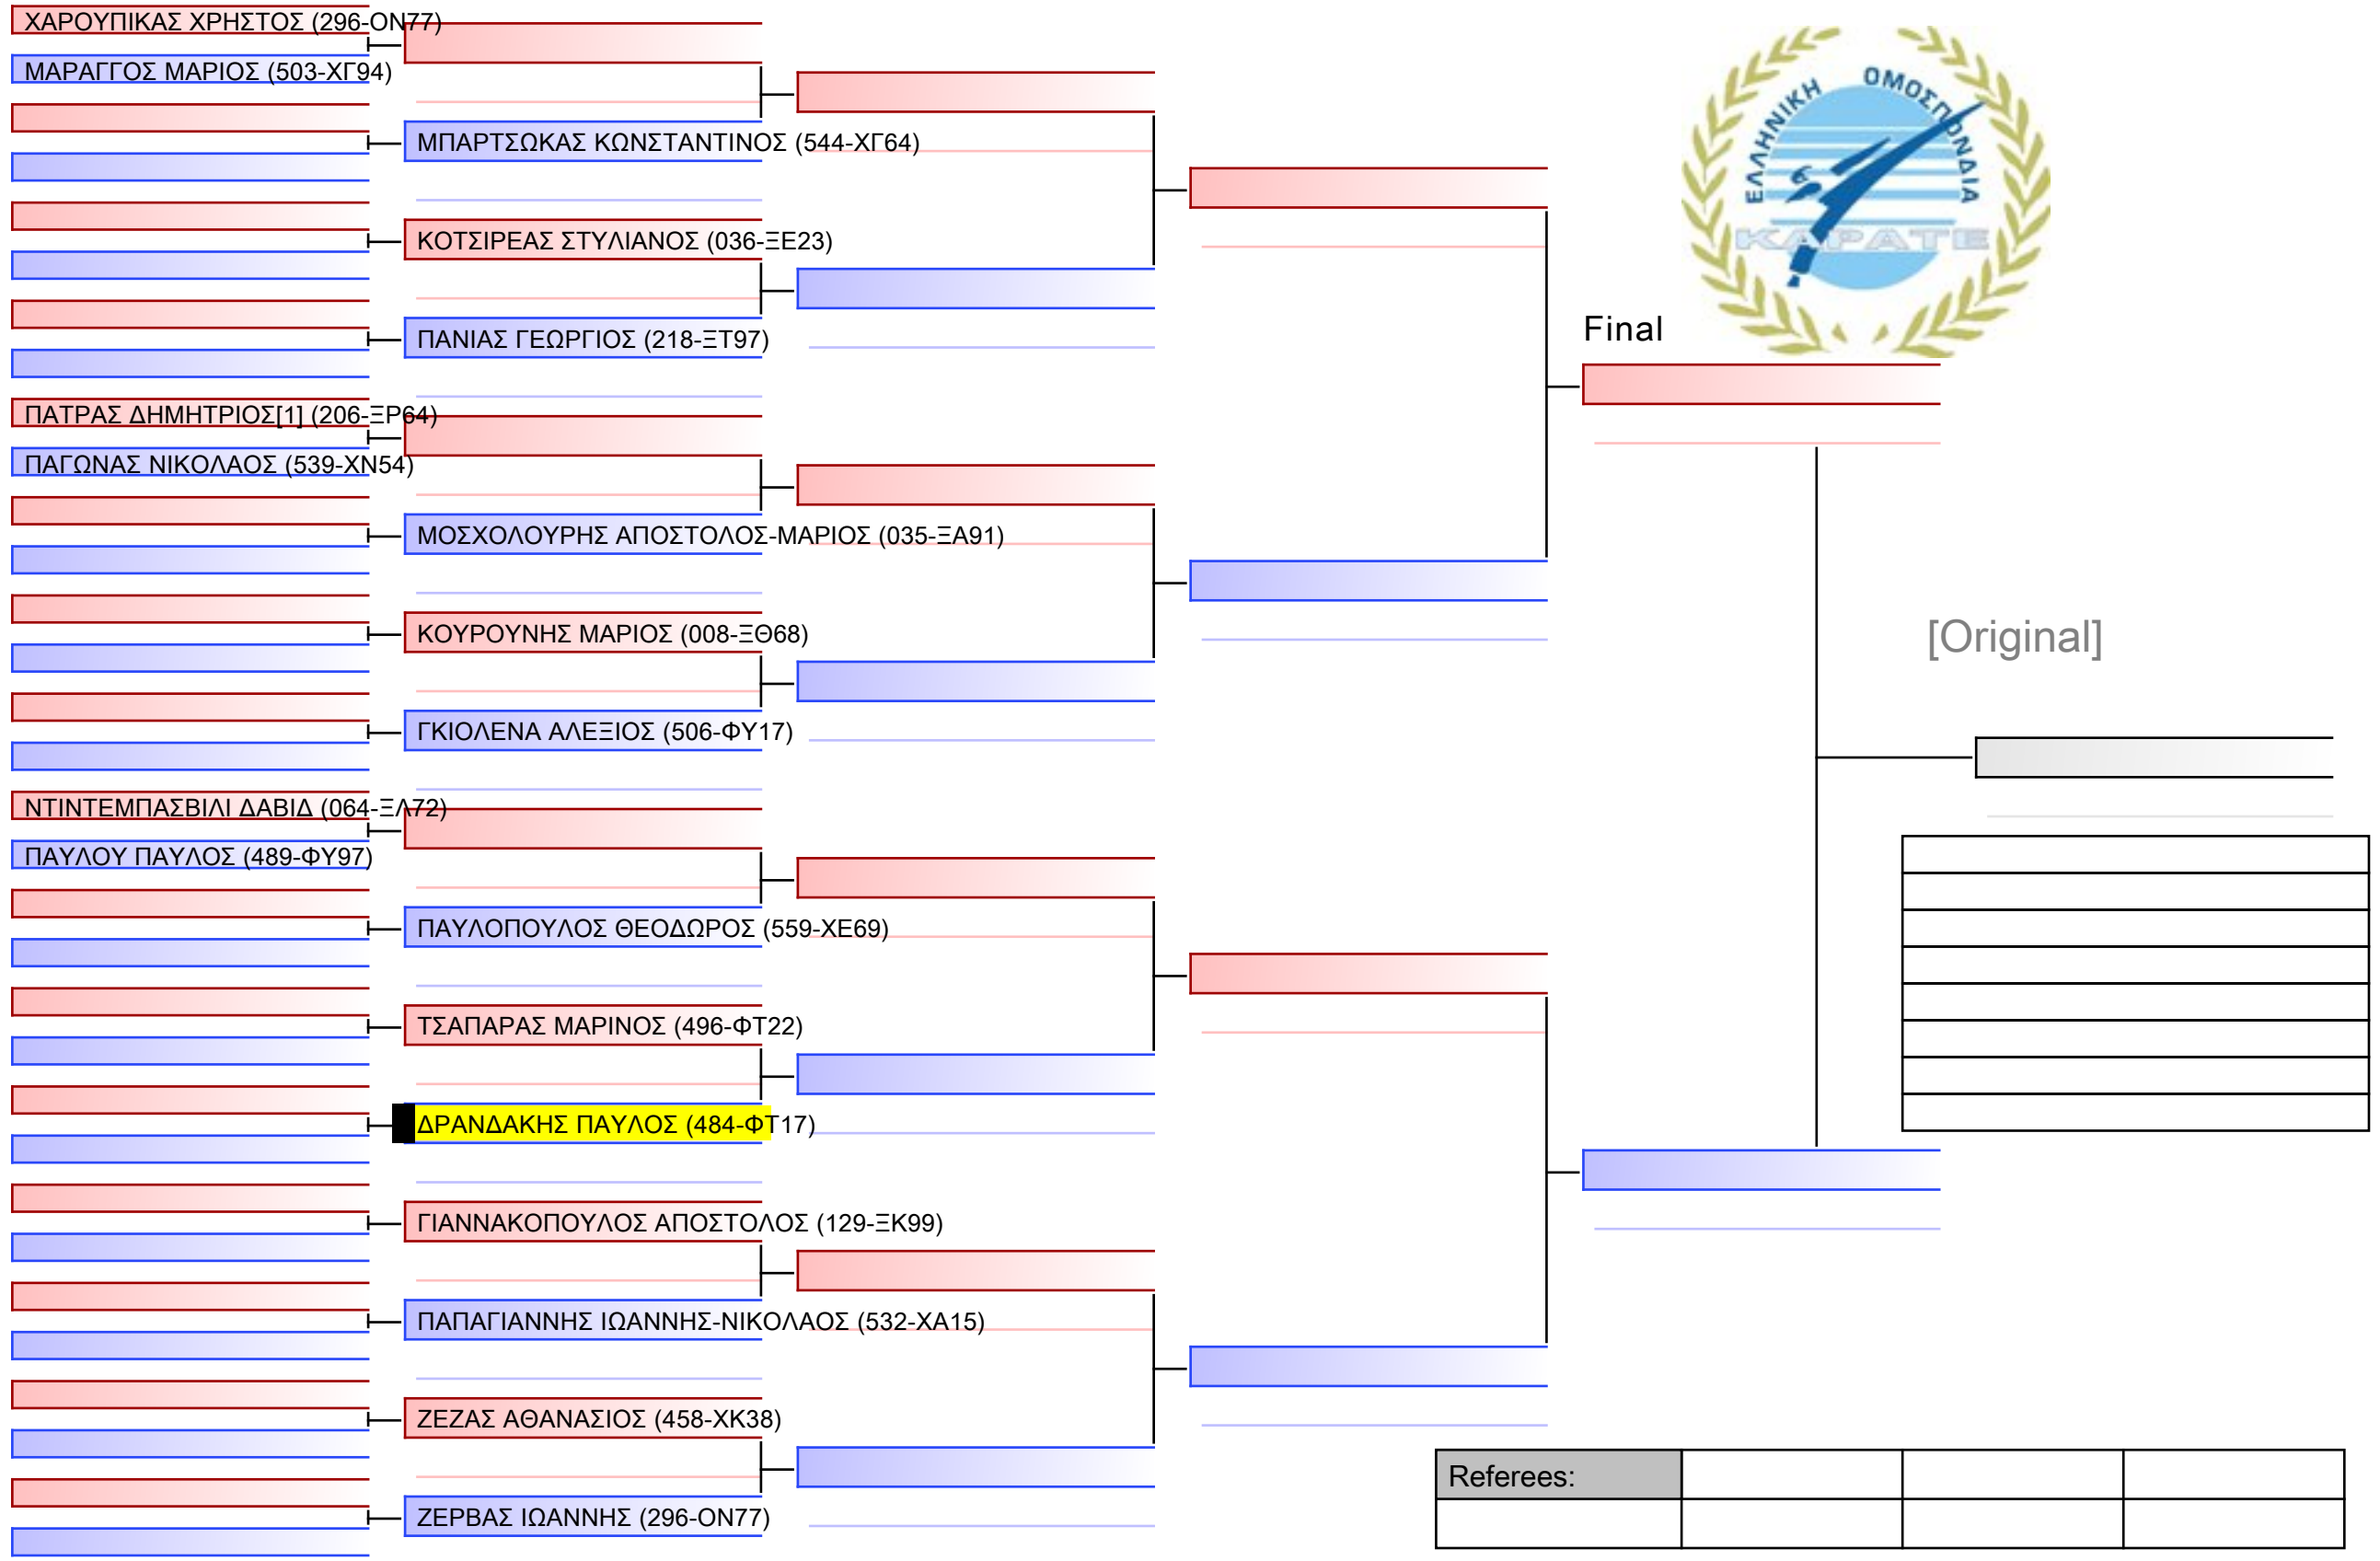 ΧΑΡΟΥΠΙΚΑΣ ΧΡΗΣΤΟΣ (296-ΟΝ77)
ΜΑΡΑΓΓΟΣ ΜΑΡΙΟΣ (503-ΧΓ94)
ΜΠΑΡΤΣΩΚΑΣ ΚΩΝΣΤΑΝΤΙΝΟΣ (544-ΧΓ64)
ΚΟΤΣΙΡΕΑΣ ΣΤΥΛΙΑΝΟΣ (036-ΞΕ23)
ΠΑΝΙΑΣ ΓΕΩΡΓΙΟΣ (218-ΞΤ97)
ΠΑΤΡΑΣ ΔΗΜΗΤΡΙΟΣ[1] (206-ΞΡ64)
ΠΑΓΩΝΑΣ ΝΙΚΟΛΑΟΣ (539-ΧΝ54)
ΜΟΣΧΟΛΟΥΡΗΣ ΑΠΟΣΤΟΛΟΣ-ΜΑΡΙΟΣ (035-ΞΑ91)
ΚΟΥΡΟΥΝΗΣ ΜΑΡΙΟΣ (008-ΞΘ68)
ΓΚΙΟΛΕΝΑ ΑΛΕΞΙΟΣ (506-ΦΥ17)
ΝΤΙΝΤΕΜΠΑΣΒΙΛΙ ΔΑΒΙΔ (064-ΞΛ72)
ΠΑΥΛΟΥ ΠΑΥΛΟΣ (489-ΦΥ97)
ΠΑΥΛΟΠΟΥΛΟΣ ΘΕΟΔΩΡΟΣ (559-ΧΕ69)
ΤΣΑΠΑΡΑΣ ΜΑΡΙΝΟΣ (496-ΦΤ22)
ΔΡΑΝΔΑΚΗΣ ΠΑΥΛΟΣ (484-ΦΤ17)
ΓΙΑΝΝΑΚΟΠΟΥΛΟΣ ΑΠΟΣΤΟΛΟΣ (129-ΞΚ99)
ΠΑΠΑΓΙΑΝΝΗΣ ΙΩΑΝΝΗΣ-ΝΙΚΟΛΑΟΣ (532-ΧΑ15)
ΖΕΖΑΣ ΑΘΑΝΑΣΙΟΣ (458-ΧΚ38)
ΖΕΡΒΑΣ ΙΩΑΝΝΗΣ (296-ΟΝ77)
ΕΛΛΗΝΙΚΗ ΟΜΟΣΠΟΝΔΙΑ
ΚΑΡΑΤΕ
Final
[Original]
Referees: